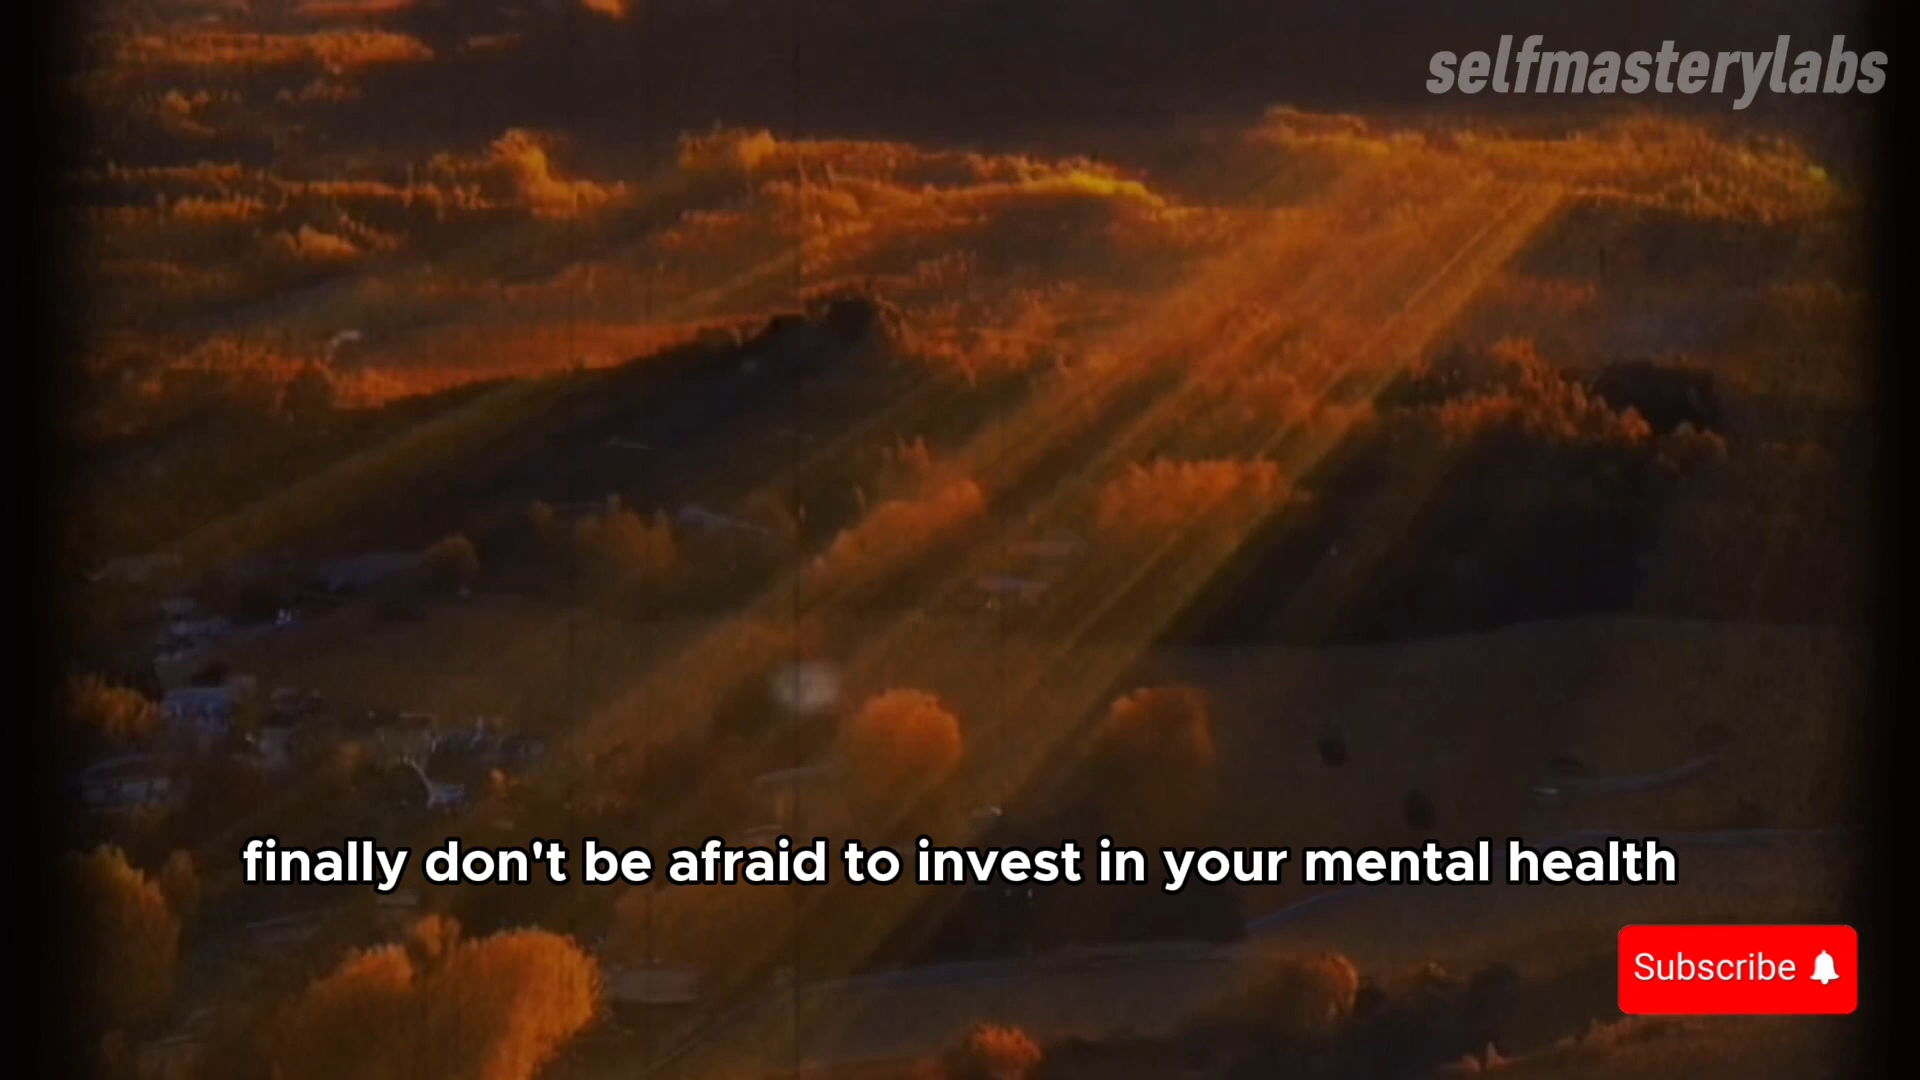 selfmasterylabs
finally don't be afraid to invest in your mental health
Subscribe